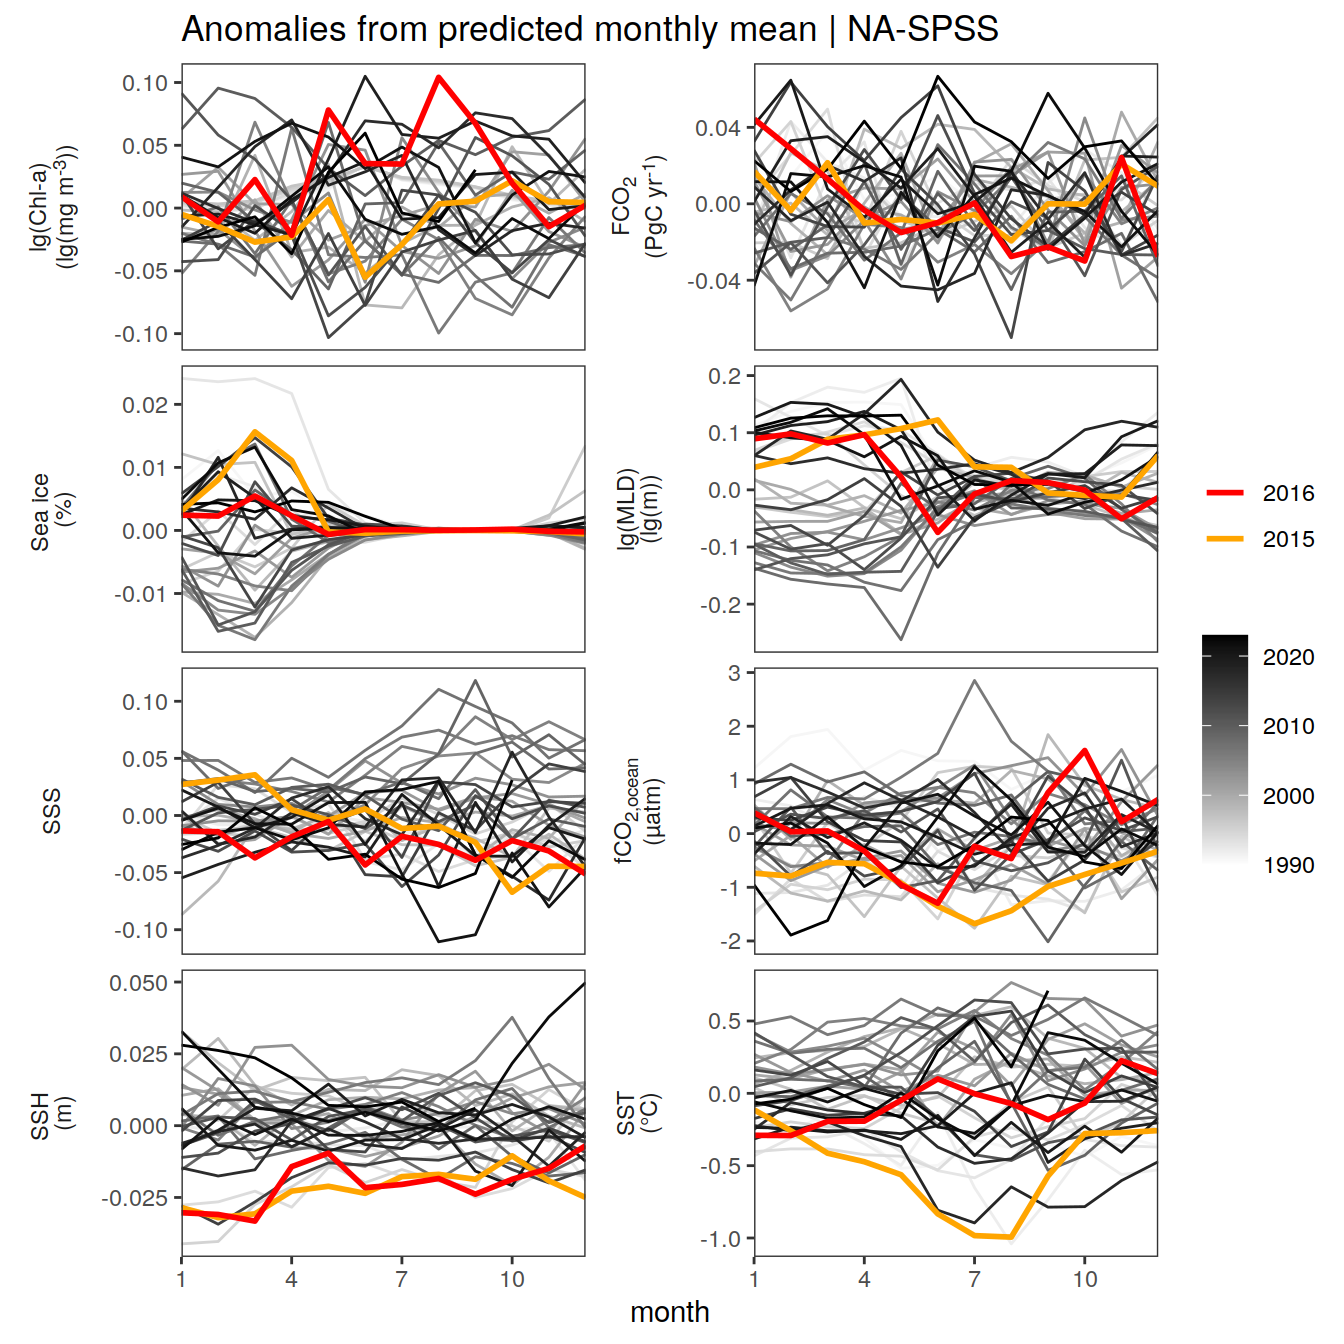 Anomalies from predicted monthly mean | NA-SPSS
lg(Chl-a)
(lg(mg m⁻³))
0.10
0.05
0.00
-0.05
-0.10
FCO₂
(PgC yr⁻¹)
0.04
0.00
-0.04
Sea ice
(%)
0.02
0.01
0.00
-0.01
lg(MLD)
(lg(m))
0.2
0.1
0.0
-0.1
-0.2
SSS
0.10
0.05
0.00
-0.05
-0.10
fCO₂,ocean
(µatm)
3
2
1
0
-1
-2
SSH
(m)
0.050
0.025
0.000
-0.025
1 4 7 10
SST
(°C)
0.5
0.0
-0.5
-1.0
1 4 7 10
month
2016
2015
2020
2010
2000
1990